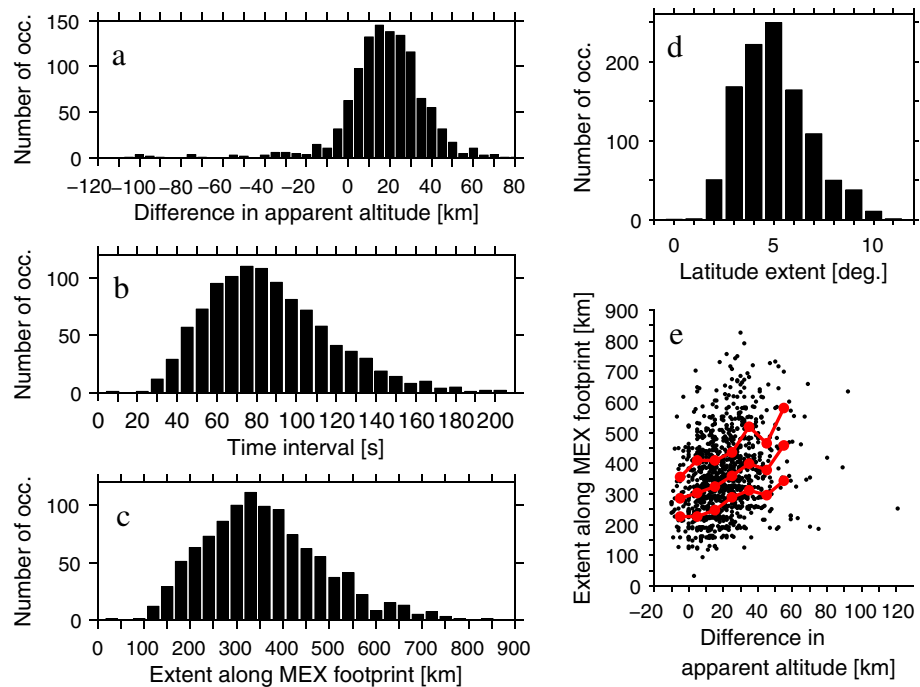 a
Number of occ.
150
100
50
0
−120 −100 −80 −60 −40 −20 0 20 40 60 80
Difference in apparent altitude [km]
b
Number of occ.
100
50
0
0 20 40 60 80 100 120 140 160 180 200
Time interval [s]
c
Number of occ.
100
50
0
0 100 200 300 400 500 600 700 800 900
Extent along MEX footprint [km]
d
Number of occ.
200
100
0
0 5 10
Latitude extent [deg.]
e
Extent along MEX footprint [km]
900
800
700
600
500
400
300
200
100
0
−20 0 20 40 60 80 100 120
Difference in
apparent altitude [km]